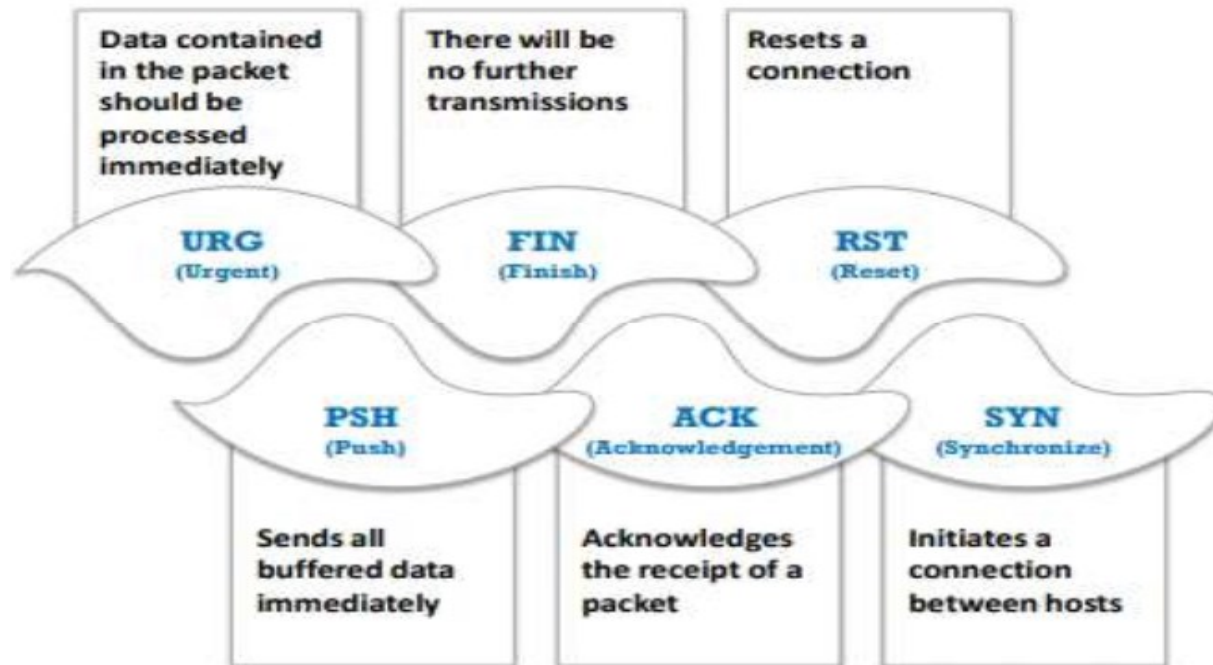 Data contained
in the packet
should be
processed
immediately
There will be
no further
transmissions
Resets a
connection
URG
(Urgent)
FIN
(Finish)
RST
(Reset)
PSH
(Push)
ACK
(Acknowledgement)
SYN
(Synchronize)
Sends all
buffered data
immediately
Acknowledges
the receipt of a
packet
Initiates a
connection
between hosts